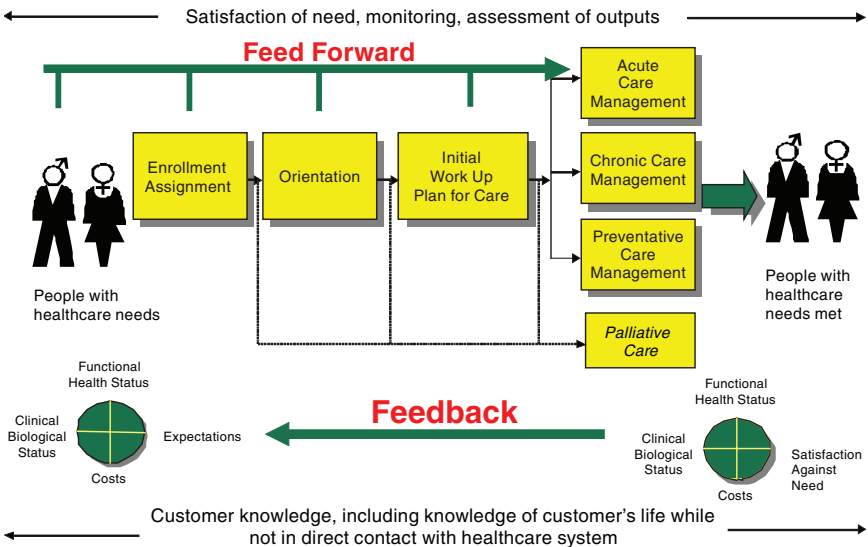 Satisfaction of need, monitoring, assessment of outputs
Feed Forward
Acute
Care
Management
Enrollment
Assignment
Orientation
Initial
Work Up
Plan for Care
Chronic Care
Management
Preventative
Care
Management
People with
healthcare needs
People with
healthcare
needs met
Palliative
Care
Functional
Health Status
Clinical
Biological
Status
Expectations
Costs
Feedback
Functional
Health Status
Clinical
Biological
Status
Satisfaction
Against
Need
Costs
Customer knowledge, including knowledge of customer’s life while
not in direct contact with healthcare system